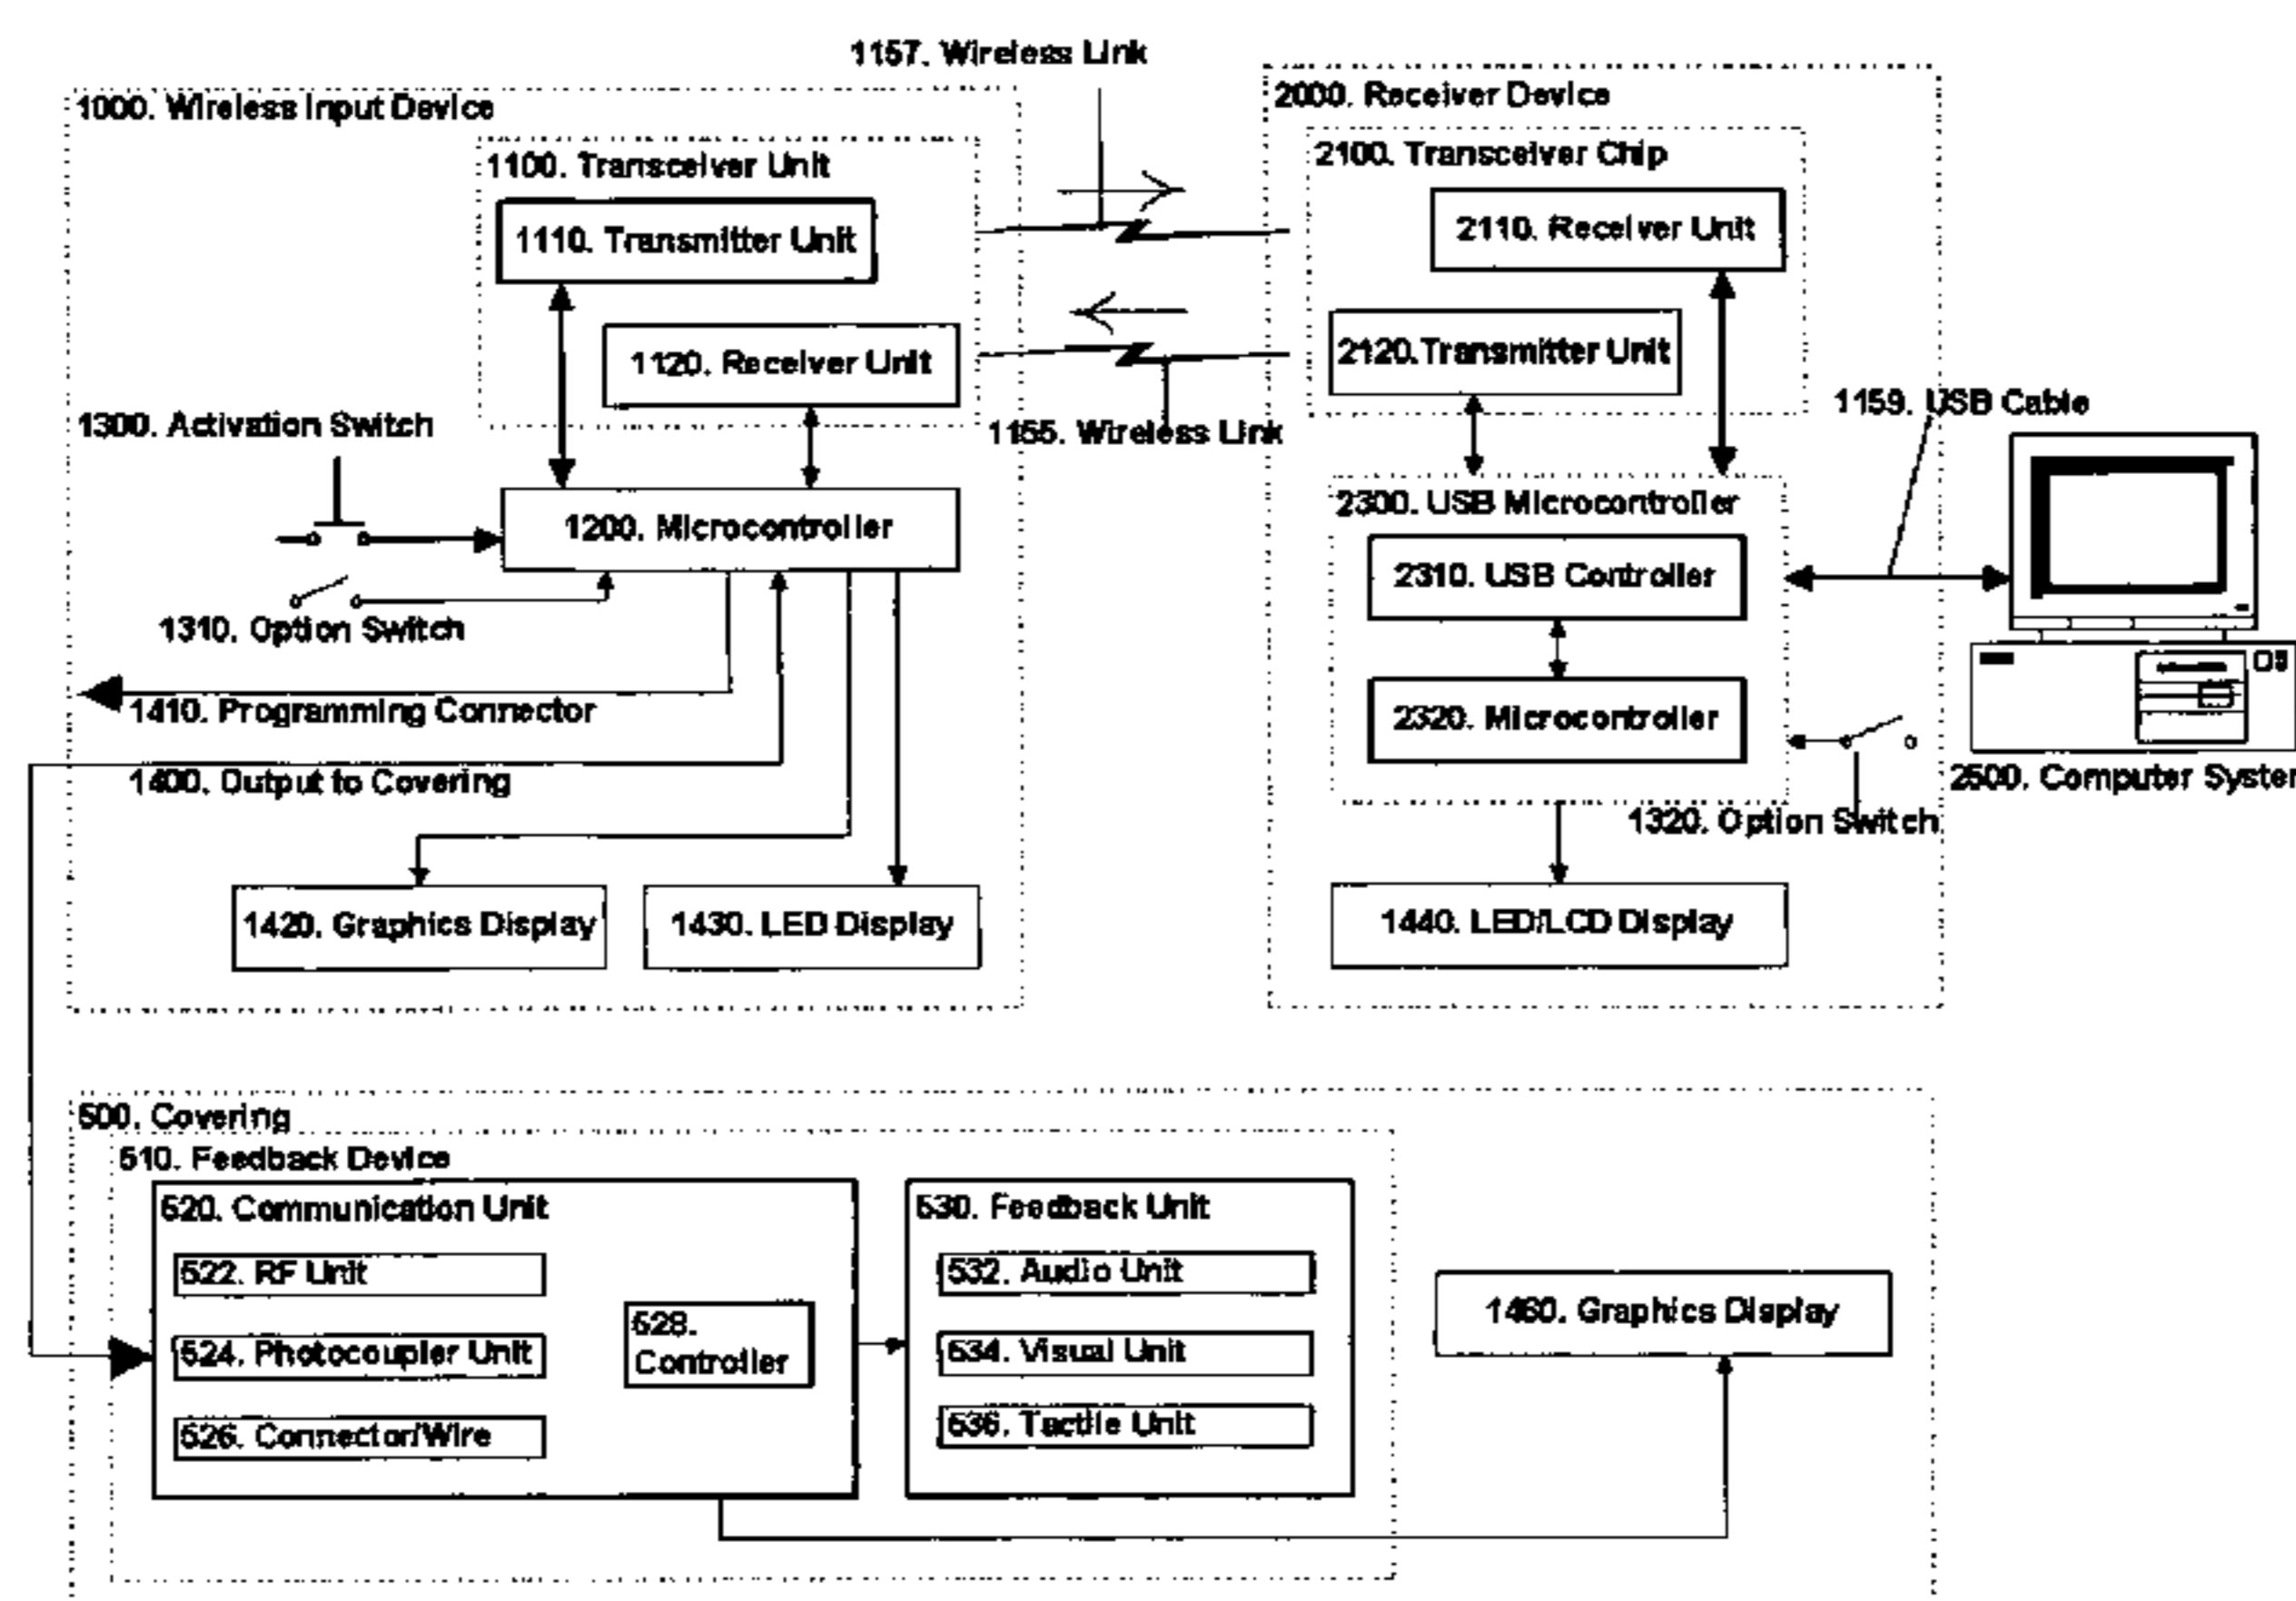 1157. Wireless Link
1000. Wireless Input Device
2000. Receiver Device
1100. Transceiver Unit
2100. Transceiver Chip
1110. Transmitter Unit
2110. Receiver Unit
1120. Receiver Unit
2120.Transmitter Unit
1159. USB Cable
1300. Activation Switch
1155. Wireless Link
2300. USB Microcontroller
1200. Microcontroller
2310. USB Controller
1310. Option Switch
1410. Programming Connector
2320. Microcontroller
1400. Output to Covering
2500. Computer System
1320. Option Switch
1420. Graphics Display
1430. LED Display
1440. LED/LCD Display
500. Covering
510. Feedback Device
520. Communication Unit
530. Feedback Unit
522. RF Unit
532. Audio Unit
528.
Controller
524. Photocoupler Unit
534. Visual Unit
1460. Graphics Display
526. Connector/Wire
536. Tactile Unit